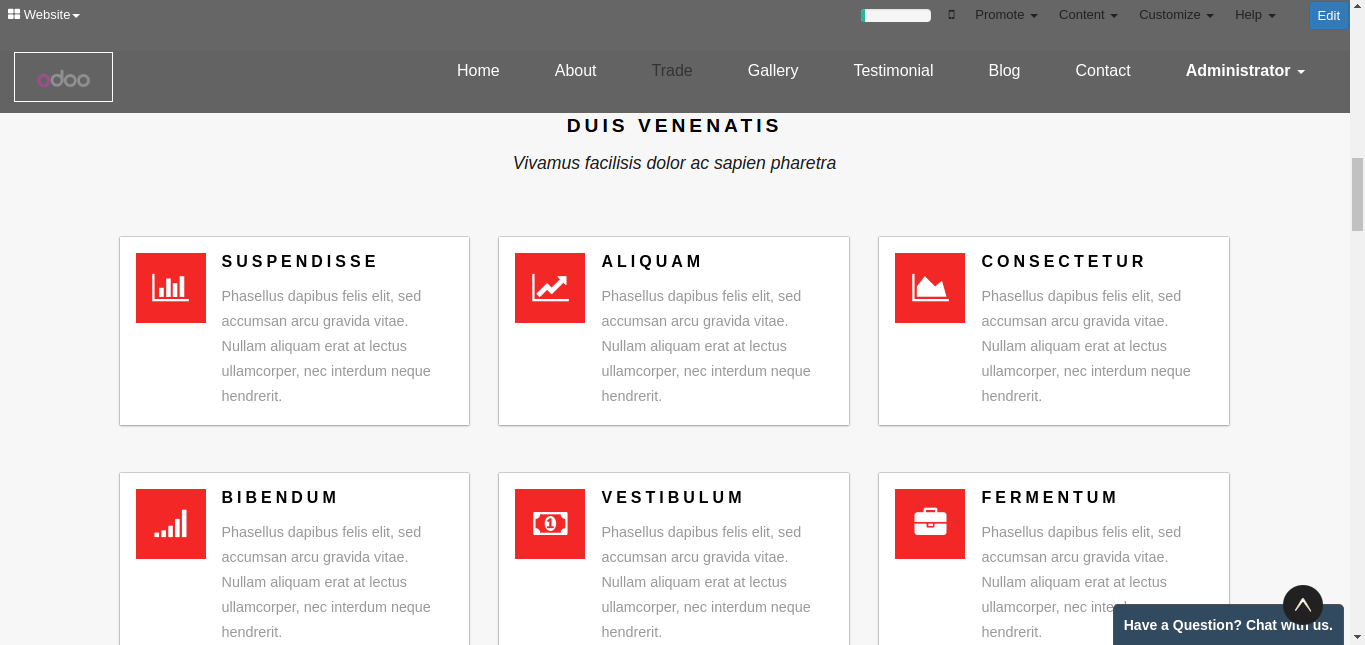 Website
Promote Content Customize Help Edit
odoo
Home About Trade Gallery Testimonial Blog Contact Administrator
DUIS VENENATIS
Vivamus facilisis dolor ac sapien pharetra
SUSPENDISSE
Phasellus dapibus felis elit, sed
accumsan arcu gravida vitae.
Nullam aliquam erat at lectus
ullamcorper, nec interdum neque
hendrerit.
ALIQUAM
Phasellus dapibus felis elit, sed
accumsan arcu gravida vitae.
Nullam aliquam erat at lectus
ullamcorper, nec interdum neque
hendrerit.
CONSECTETUR
Phasellus dapibus felis elit, sed
accumsan arcu gravida vitae.
Nullam aliquam erat at lectus
ullamcorper, nec interdum neque
hendrerit.
BIBENDUM
Phasellus dapibus felis elit, sed
accumsan arcu gravida vitae.
Nullam aliquam erat at lectus
ullamcorper, nec interdum neque
hendrerit.
VESTIBULUM
1
Phasellus dapibus felis elit, sed
accumsan arcu gravida vitae.
Nullam aliquam erat at lectus
ullamcorper, nec interdum neque
hendrerit.
FERMENTUM
Phasellus dapibus felis elit, sed
accumsan arcu gravida vitae.
Nullam aliquam erat at lectus
ullamcorper, nec
hendrerit.
Have a Question? Chat with us.